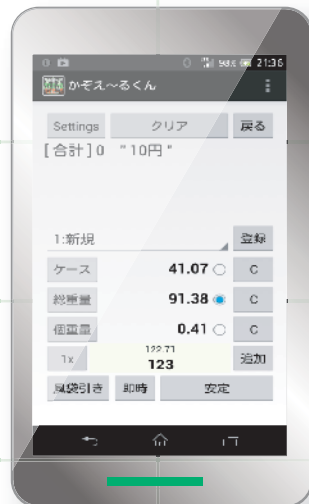 98% 21:36
かぞえ~るくん
Settings クリア 戻る
[合計]0 "10円"
1:新規 登録
ケース 41.07 C
総重量 91.38 C
個重量 0.41 C
122.71
1x 123 追加
風袋引き 即時 安定